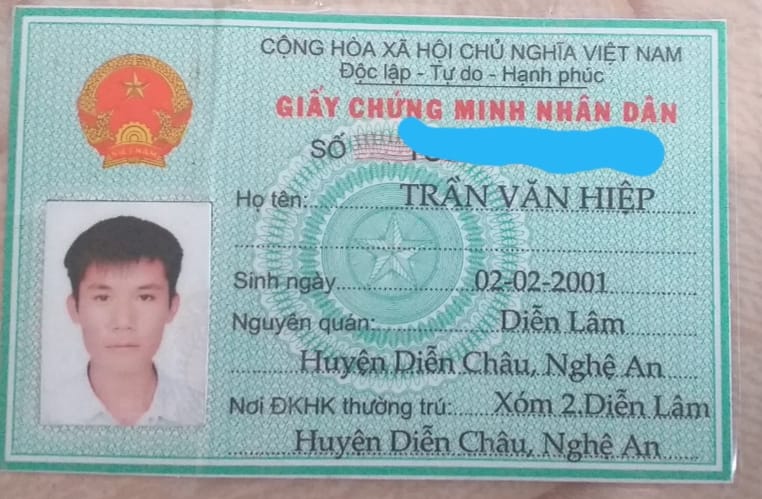 CỘNG HÒA XÃ HỘI CHỦ NGHĨA VIỆT NAM
Độc lập - Tự do - Hạnh phúc
GIẤY CHỨNG MINH NHÂN DÂN
VIỆT NAM
SỐ
Họ tên: TRẦN VĂN HIỆP
Sinh ngày 02-02-2001
Nguyên quán: Diễn Lâm
Huyện Diễn Châu, Nghệ An
Nơi ĐKHK thường trú: Xóm 2.Diễn Lâm
Huyện Diễn Châu, Nghệ An